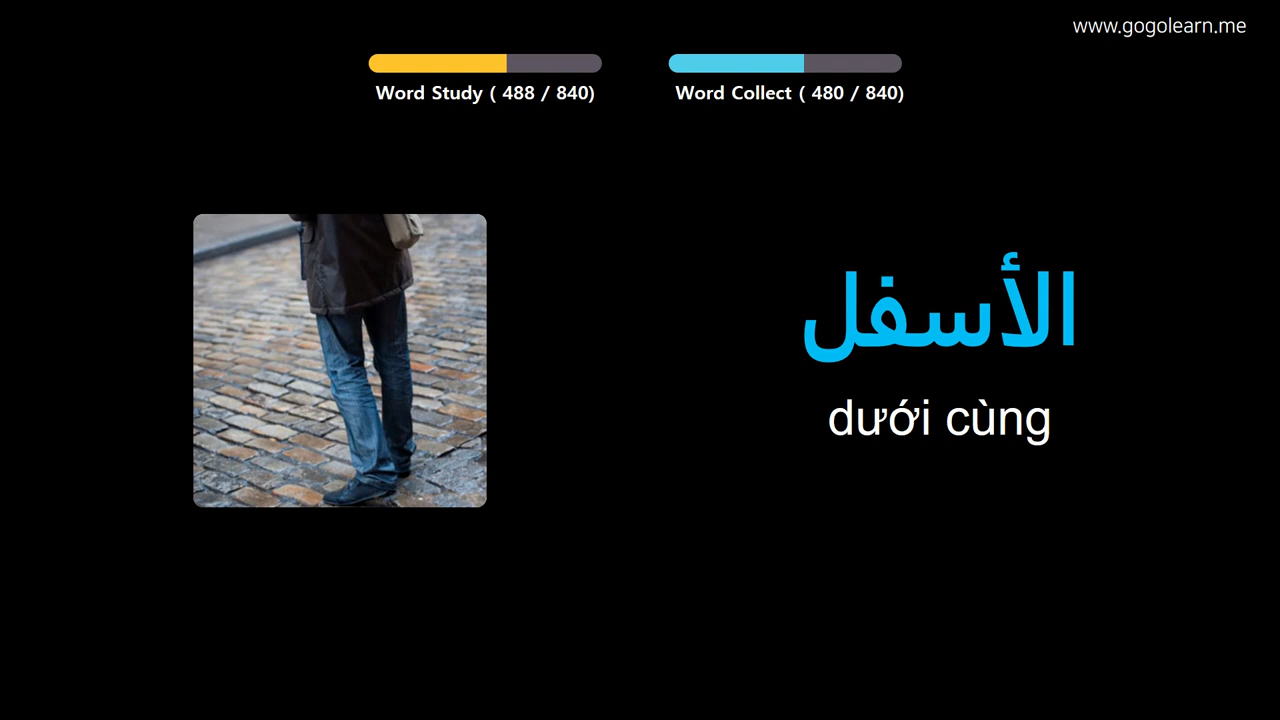 www.gogolearn.me
Word Study ( 488 / 840)
Word Collect ( 480 / 840)
الأسفل
dưới cùng